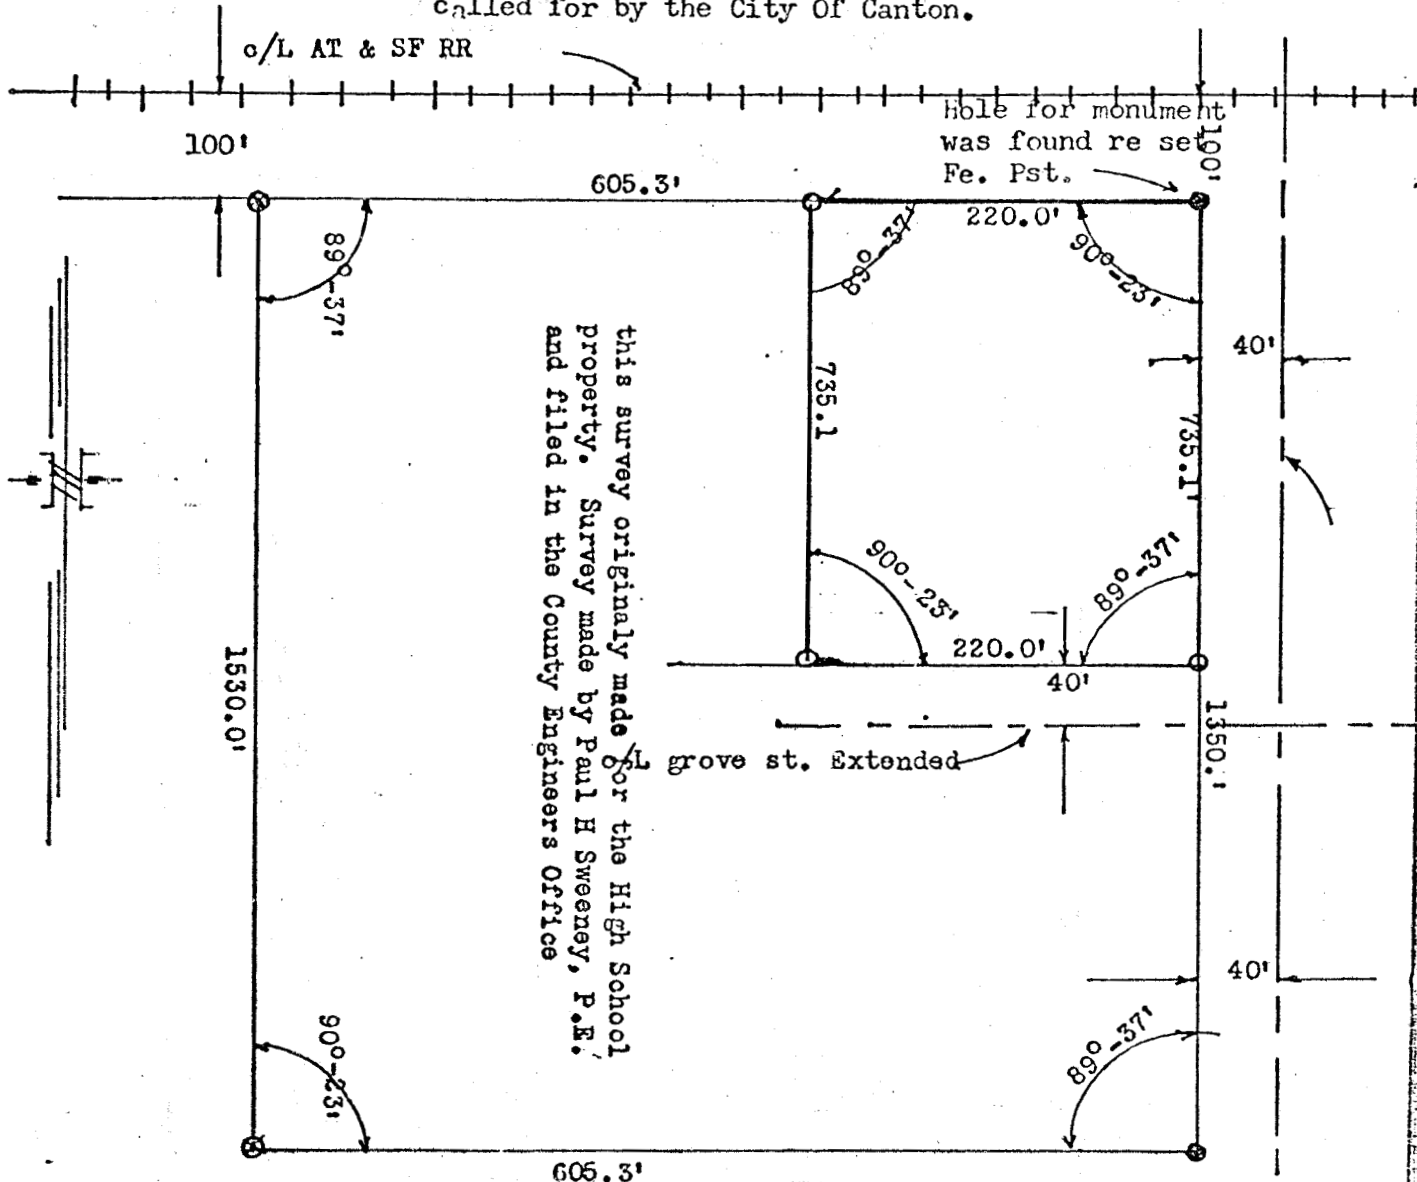 called for by the City Of Canton.
c/L AT & SF RR
Hole for monument
was found re set
Fe. Pst.
100'
100'
605.3'
220.0'
89°-37'
89°-37'
90°-23'
40'
735.1
735.1'
this survey originaly made for the High School
property. Survey made by Paul H Sweeney, P.E.
and filed in the County Engineers Office
90°-23'
89°-37'
220.0'
40'
1530.0'
1350.'
c/L grove st. Extended
40'
90°-23'
89°-37'
605.3'